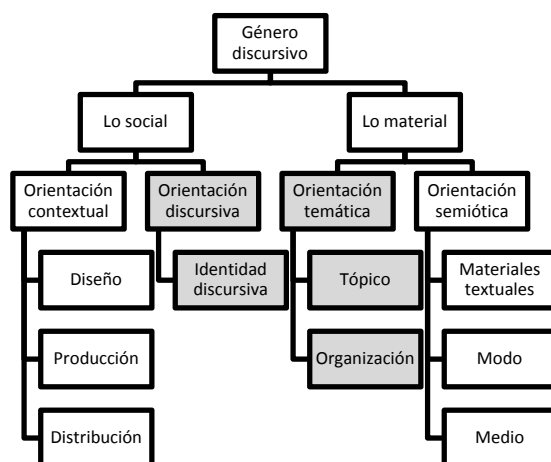 Género
discursivo
Lo social
Lo material
Orientación
contextual
Orientación
discursiva
Orientación
temática
Orientación
semiótica
Diseño
Identidad
discursiva
Tópico
Materiales
textuales
Producción
Organización
Modo
Distribución
Medio